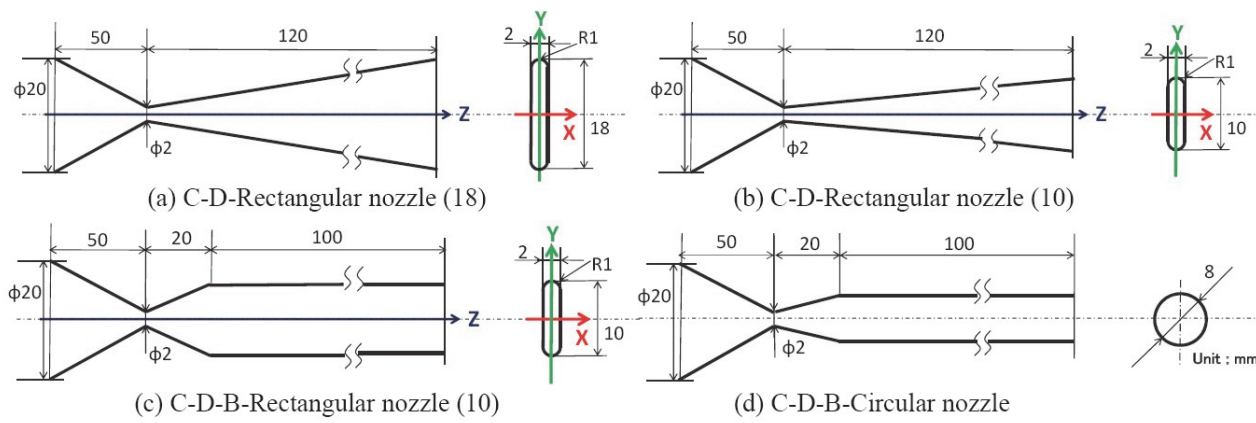 50
120
2
Y
R1
ϕ20
Z
X
18
ϕ2
(a) C-D-Rectangular nozzle (18)
50
120
2
Y
R1
ϕ20
Z
X
10
ϕ2
(b) C-D-Rectangular nozzle (10)
50
20
100
2
Y
R1
ϕ20
Z
X
10
ϕ2
(c) C-D-B-Rectangular nozzle (10)
50
20
100
8
ϕ20
ϕ2
Unit ; mm
(d) C-D-B-Circular nozzle